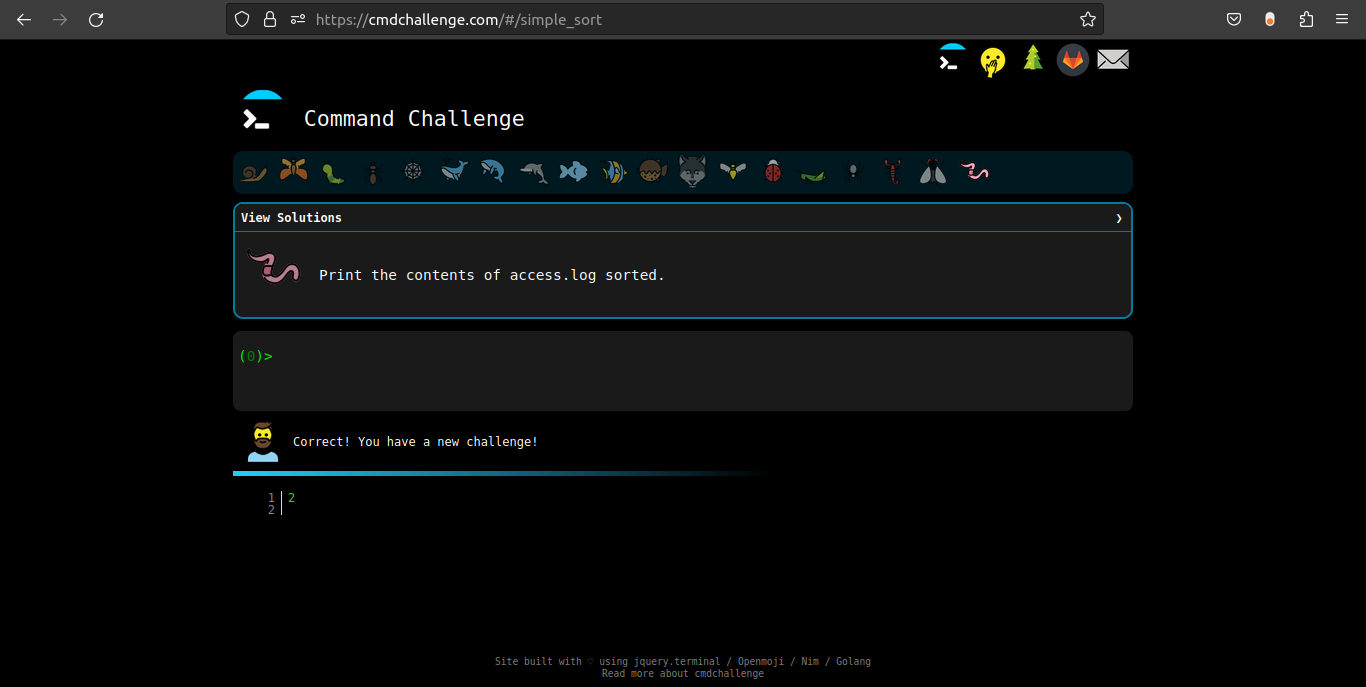 https://cmdchallenge.com/#/simple_sort
Command Challenge
View Solutions
Print the contents of access.log sorted.
(0)>
Correct! You have a new challenge!
1 2
2
Site built with ♡ using jquery.terminal / Openmoji / Nim / Golang
Read more about cmdchallenge